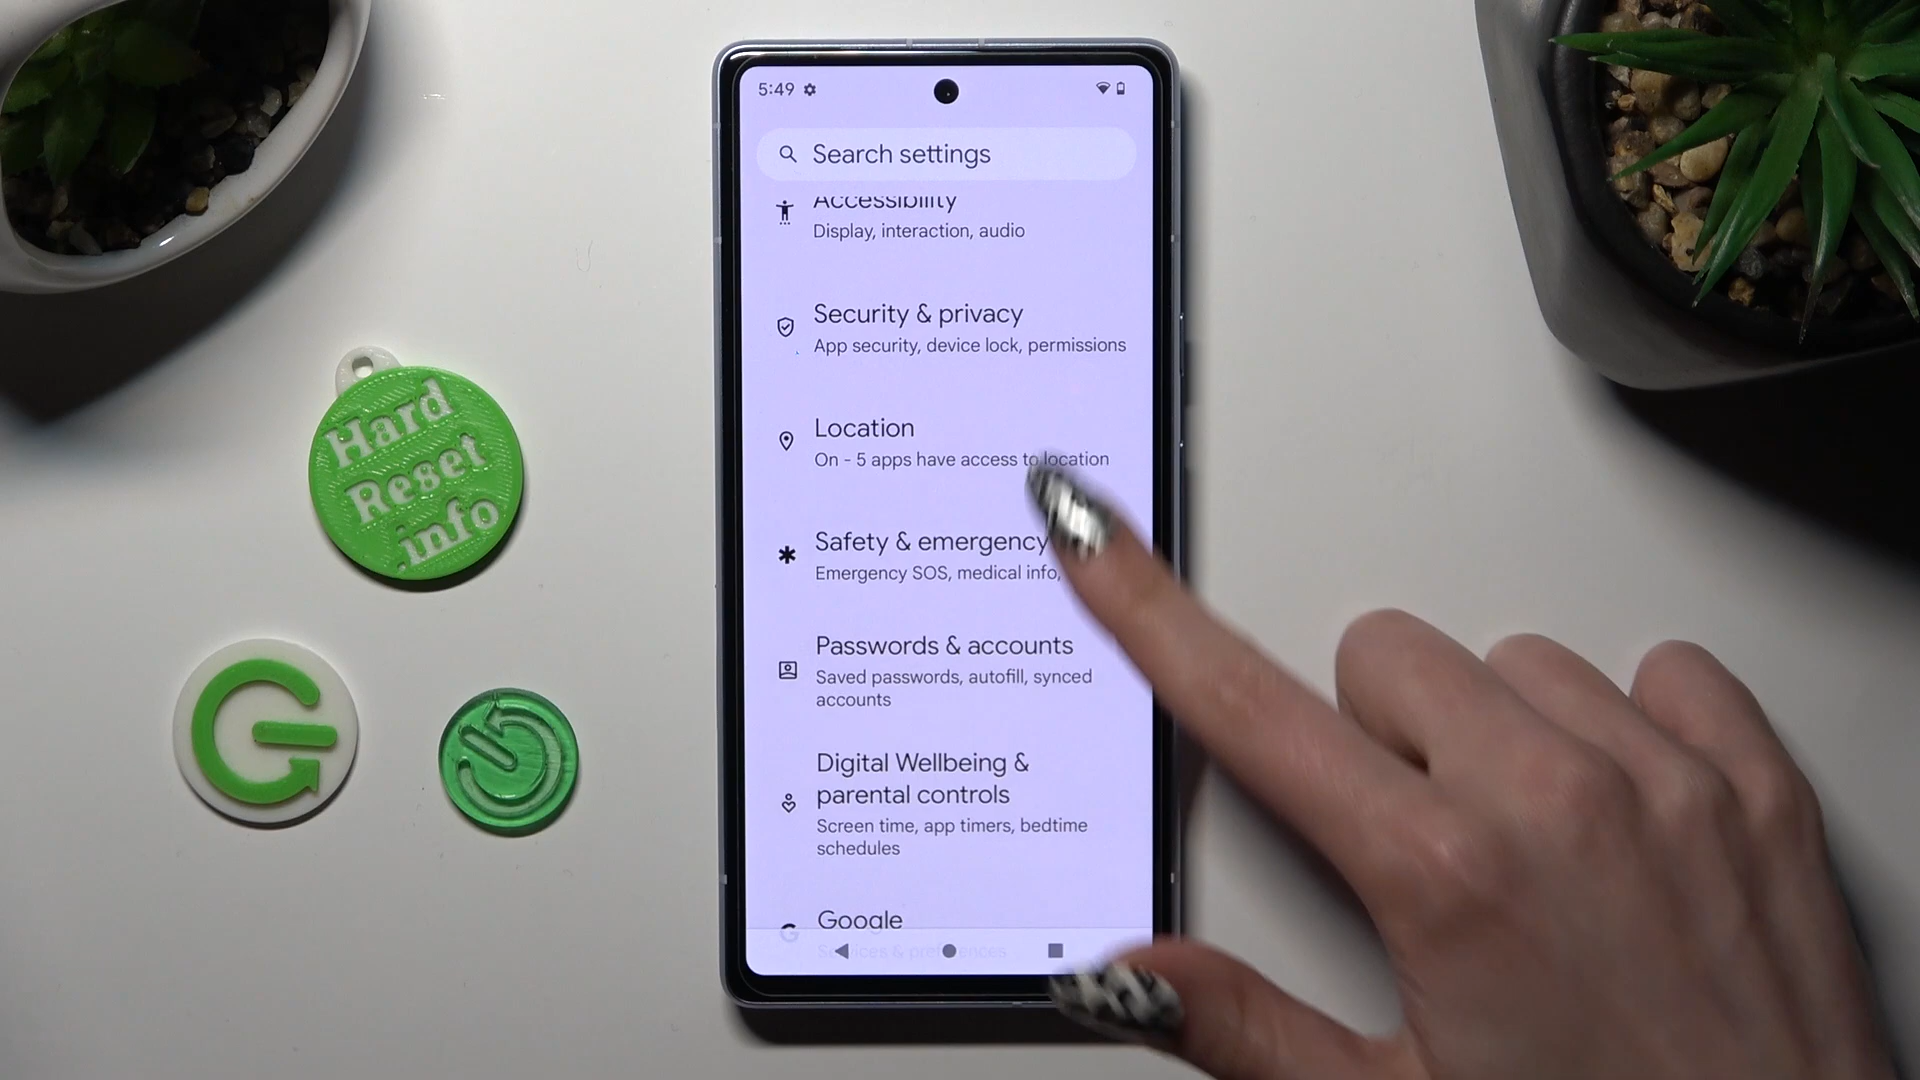 5:49
Search settings
Accessibility
Display, interaction, audio
Security & privacy
App security, device lock, permissions
Location
On - 5 apps have access to location
Safety & emergency
Emergency SOS, medical info,
Passwords & accounts
Saved passwords, autofill, synced
accounts
Digital Wellbeing &
parental controls
Screen time, app timers, bedtime
schedules
Google
Services & preferences
Hard
Reset
.info